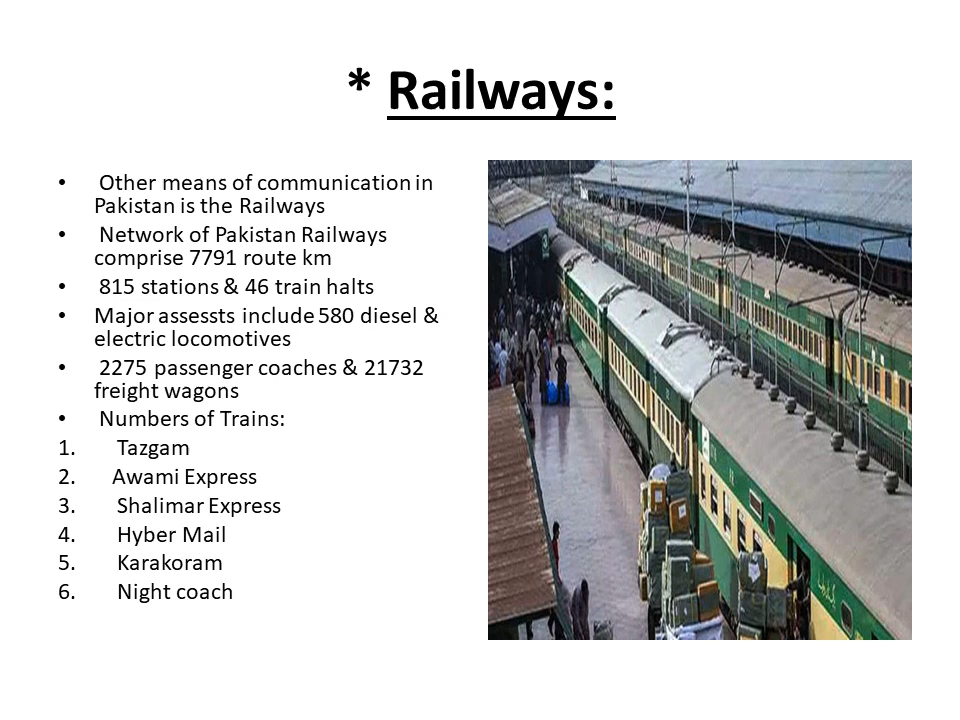 * Railways:
• Other means of communication in
Pakistan is the Railways
• Network of Pakistan Railways
comprise 7791 route km
• 815 stations & 46 train halts
• Major assessts include 580 diesel &
electric locomotives
• 2275 passenger coaches & 21732
freight wagons
• Numbers of Trains:
1. Tazgam
2. Awami Express
3. Shalimar Express
4. Hyber Mail
5. Karakoram
6. Night coach